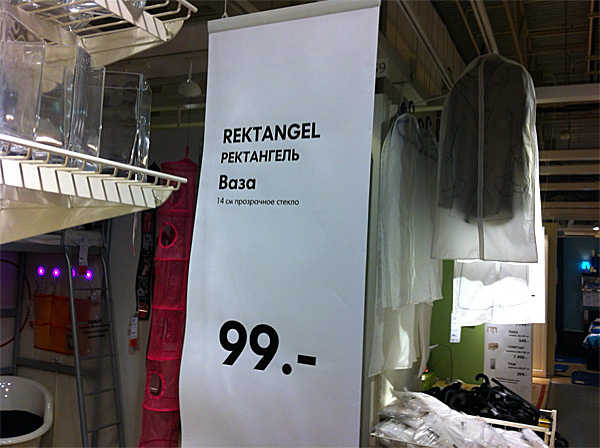 REKTANGEL
РЕКТАНГЕЛЬ
Ваза
14 см прозрачное стекло
99.-